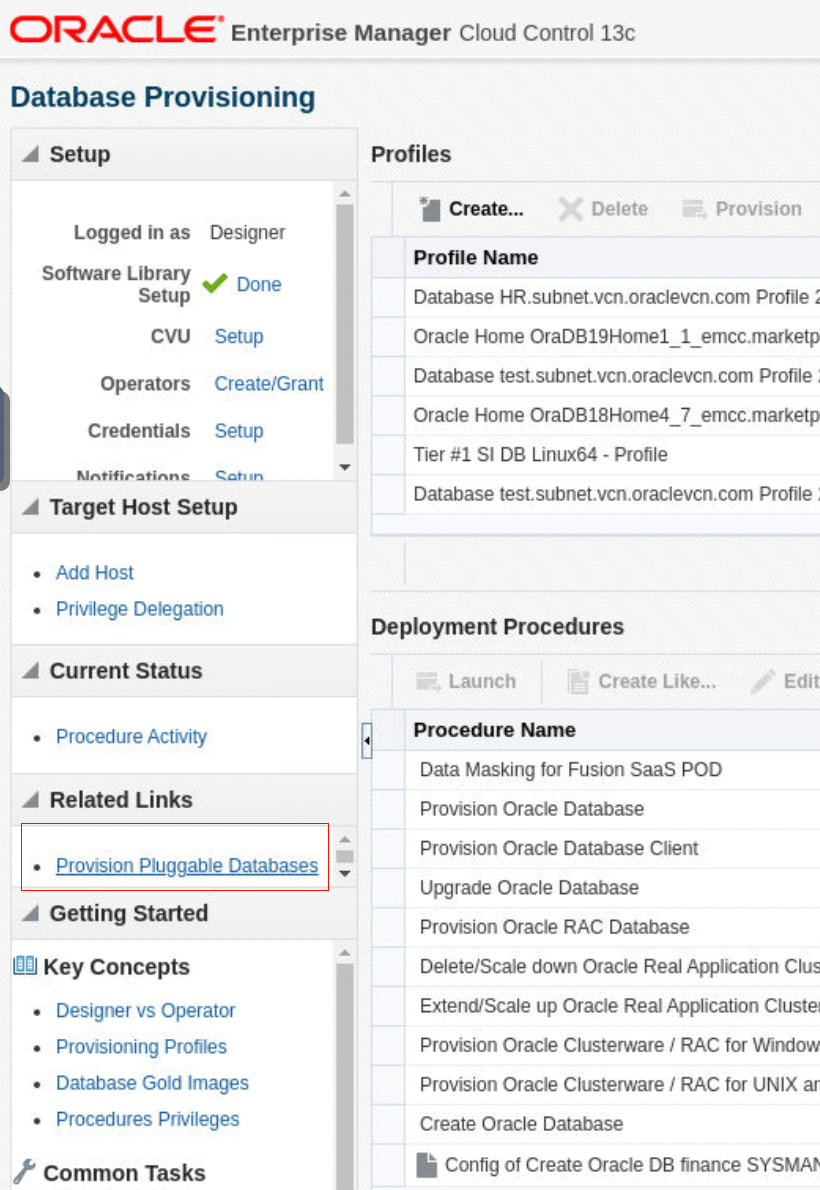 ORACLE Enterprise Manager Cloud Control 13c
Database Provisioning
Setup
Logged in as Designer
Software Library Setup Done
CVU Setup
Operators Create/Grant
Credentials Setup
Notifications Setup
Target Host Setup
Add Host
Privilege Delegation
Current Status
Procedure Activity
Related Links
Provision Pluggable Databases
Getting Started
Key Concepts
Designer vs Operator
Provisioning Profiles
Database Gold Images
Procedures Privileges
Common Tasks
Profiles
Create... Delete Provision
Profile Name
Database HR.subnet.vcn.oraclevcn.com Profile 2
Oracle Home OraDB19Home1_1_emcc.marketp
Database test.subnet.vcn.oraclevcn.com Profile
Oracle Home OraDB18Home4_7_emcc.marketp
Tier #1 SI DB Linux64 - Profile
Database test.subnet.vcn.oraclevcn.com Profile
Deployment Procedures
Launch Create Like... Edit
Procedure Name
Data Masking for Fusion SaaS POD
Provision Oracle Database
Provision Oracle Database Client
Upgrade Oracle Database
Provision Oracle RAC Database
Delete/Scale down Oracle Real Application Clus
Extend/Scale up Oracle Real Application Cluster
Provision Oracle Clusterware / RAC for Window
Provision Oracle Clusterware / RAC for UNIX an
Create Oracle Database
Config of Create Oracle DB finance SYSMAN